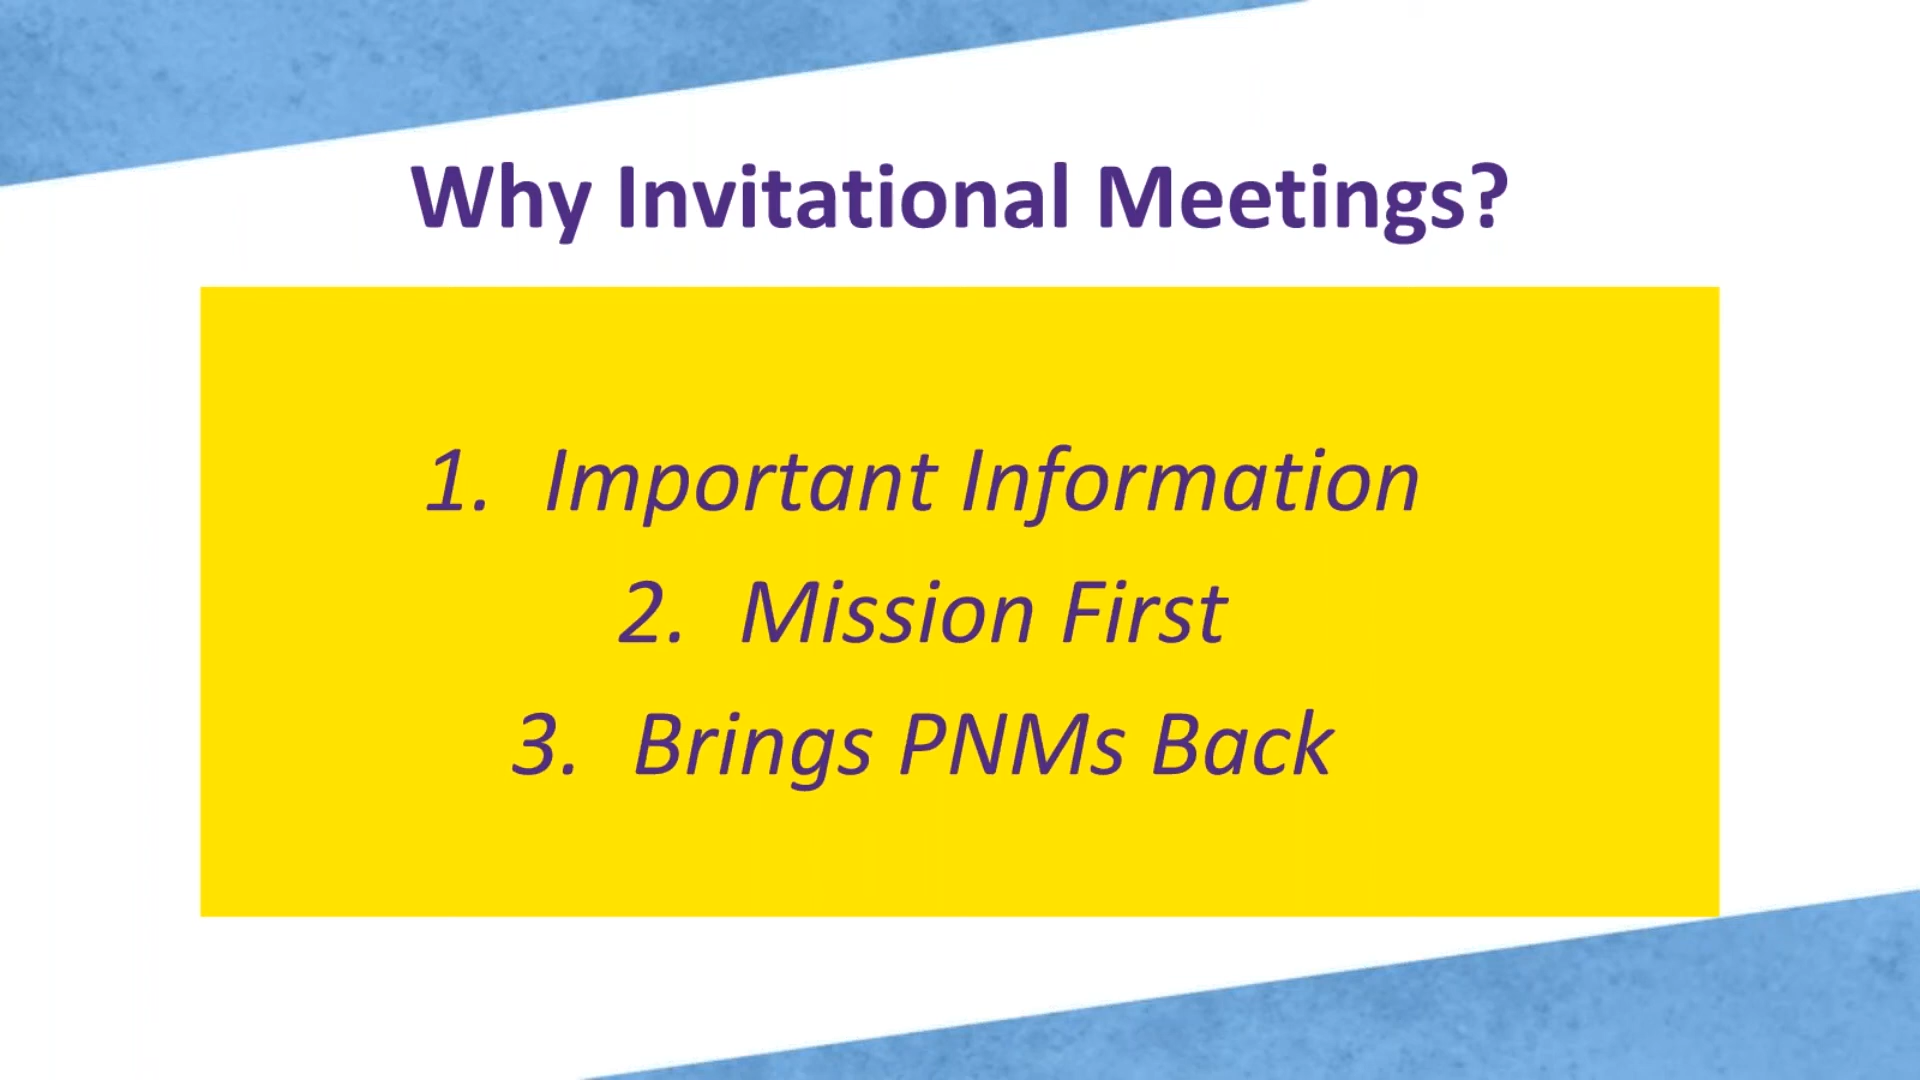 Why Invitational Meetings?
1. Important Information
2. Mission First
3. Brings PNMs Back